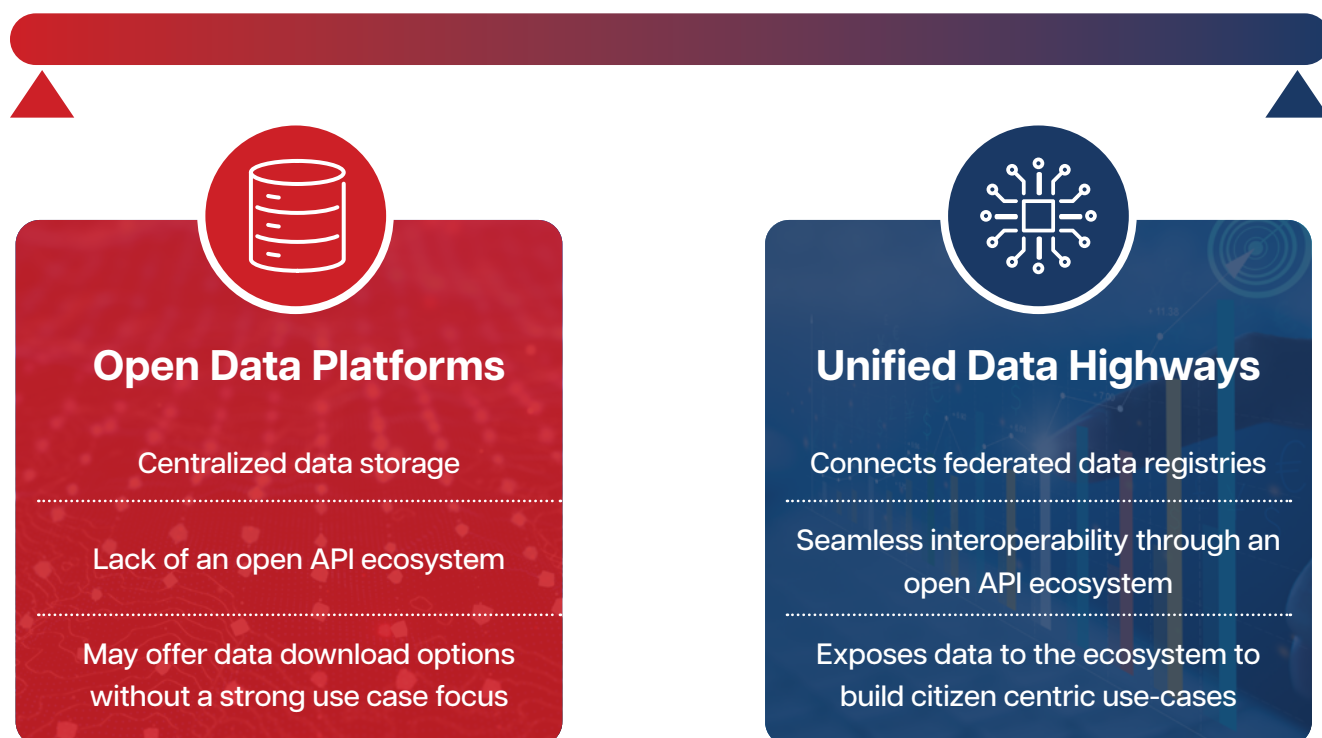 Open Data Platforms
Centralized data storage
Lack of an open API ecosystem
May offer data download options
without a strong use case focus
Unified Data Highways
Connects federated data registries
Seamless interoperability through an
open API ecosystem
Exposes data to the ecosystem to
build citizen centric use-cases